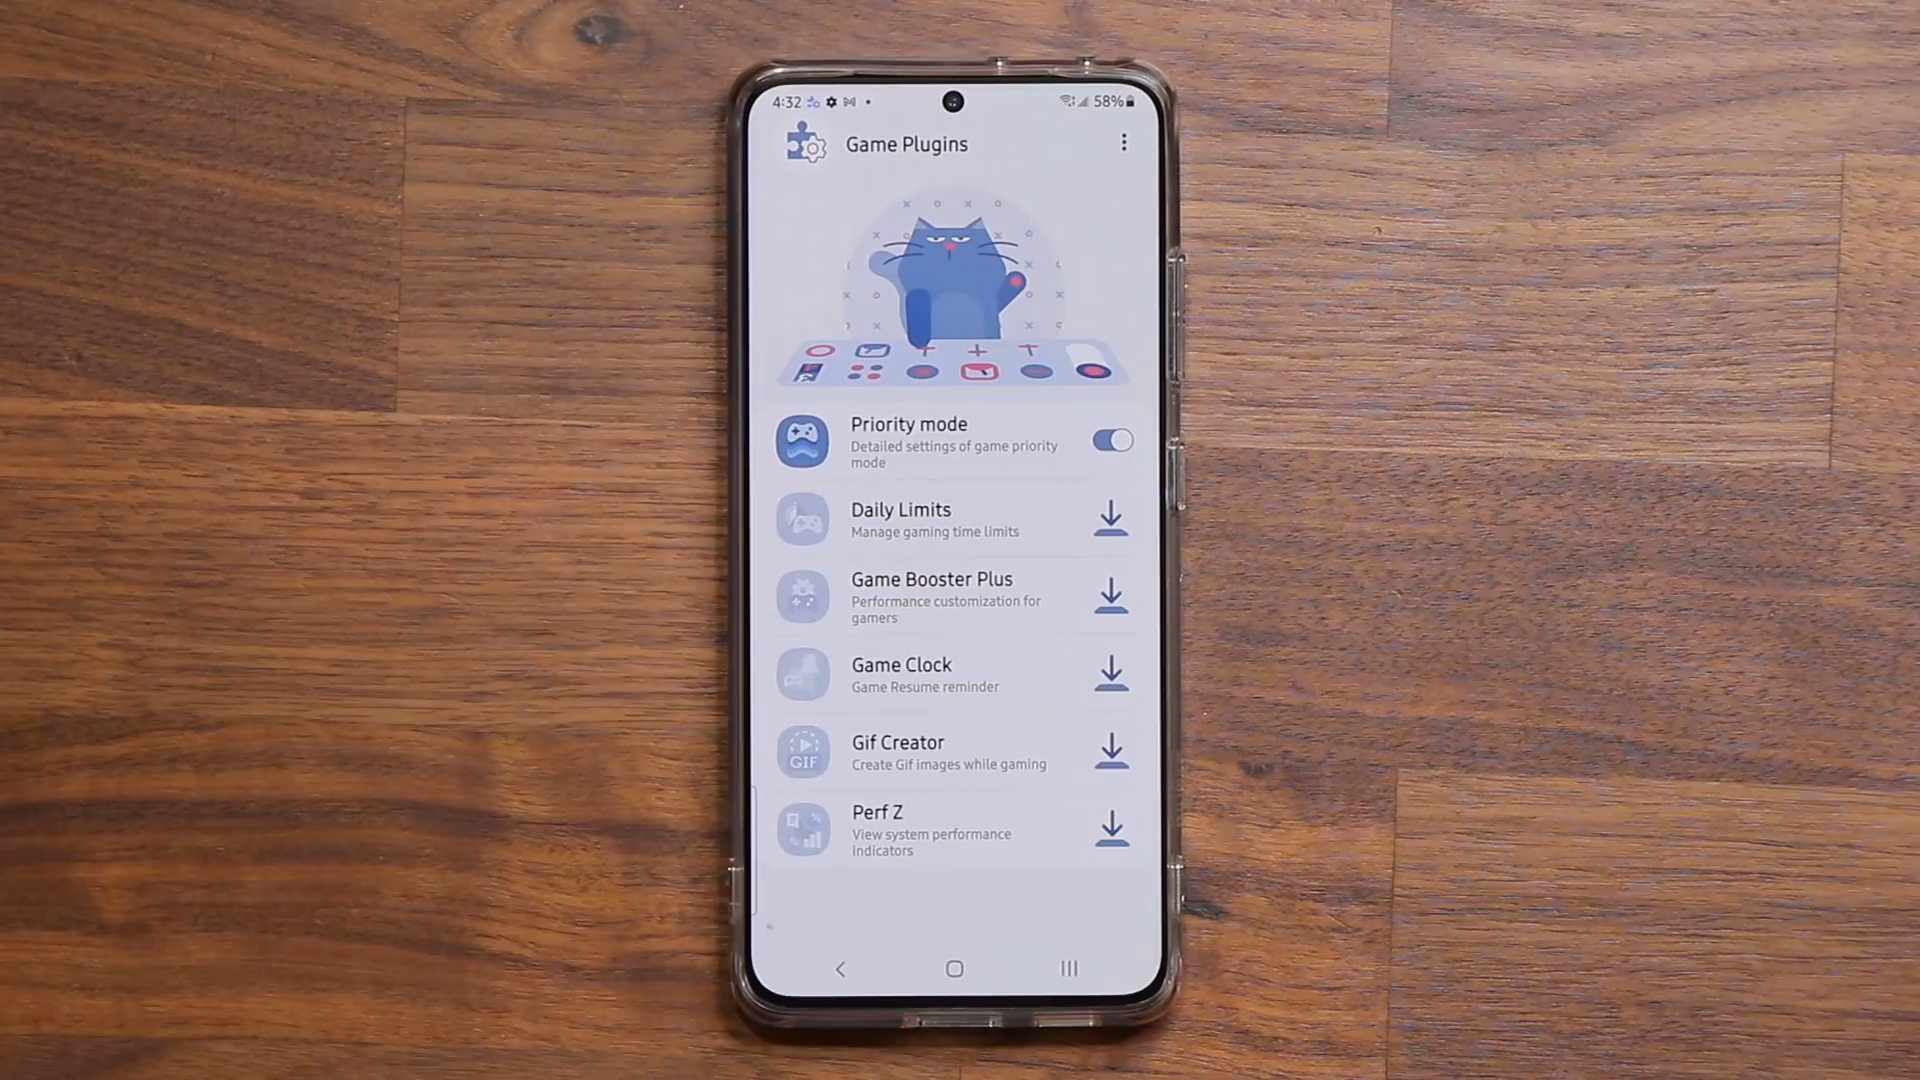 4:32
58%
Game Plugins
Priority mode
Detailed settings of game priority
mode
Daily Limits
Manage gaming time limits
Game Booster Plus
Performance customization for
gamers
Game Clock
Game Resume reminder
GIF
Gif Creator
Create Gif images while gaming
Perf Z
View system performance
indicators